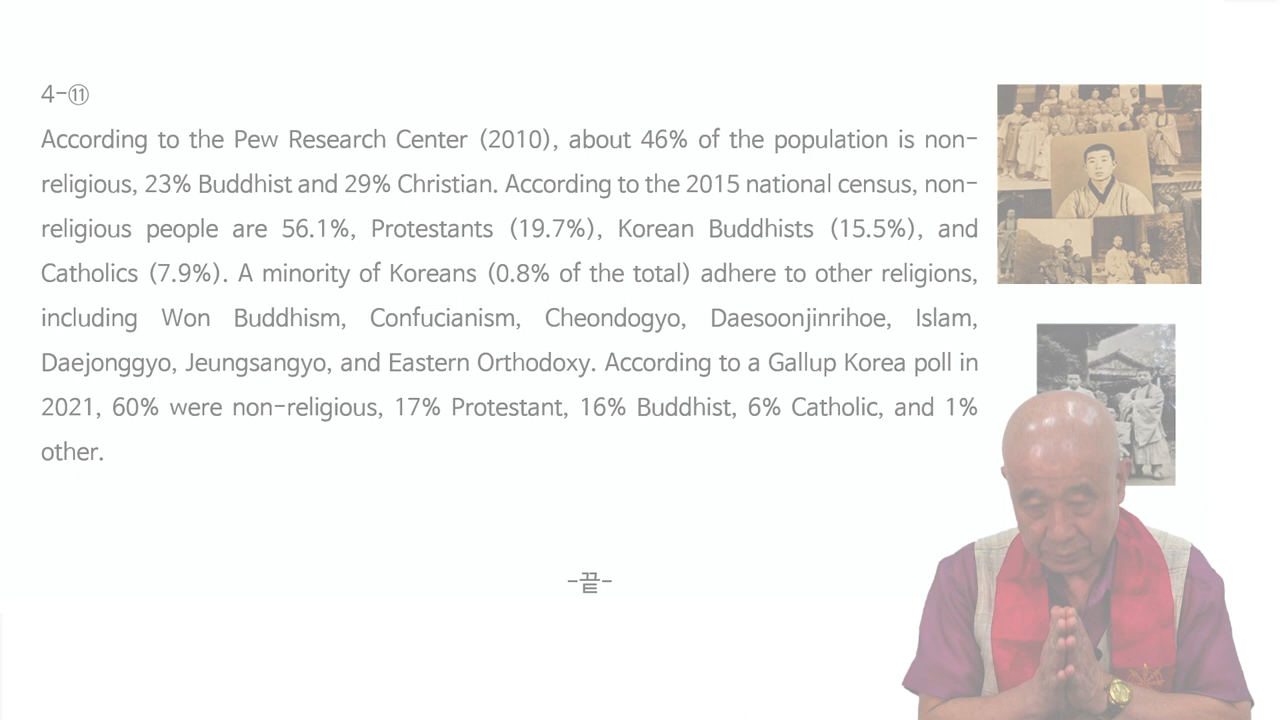 4-⑪
According to the Pew Research Center (2010), about 46% of the population is non-
religious, 23% Buddhist and 29% Christian. According to the 2015 national census, non-
religious people are 56.1%, Protestants (19.7%), Korean Buddhists (15.5%), and
Catholics (7.9%). A minority of Koreans (0.8% of the total) adhere to other religions,
including Won Buddhism, Confucianism, Cheondogyo, Daesoonjinrihoe, Islam,
Daejonggyo, Jeungsangyo, and Eastern Orthodoxy. According to a Gallup Korea poll in
2021, 60% were non-religious, 17% Protestant, 16% Buddhist, 6% Catholic, and 1%
other.
-끝-